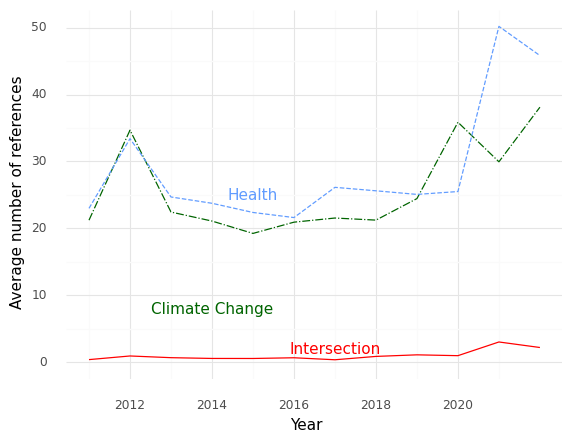 50
40
30
20
10
0
Average number of references
Health
Climate Change
Intersection
2012 2014 2016 2018 2020
Year